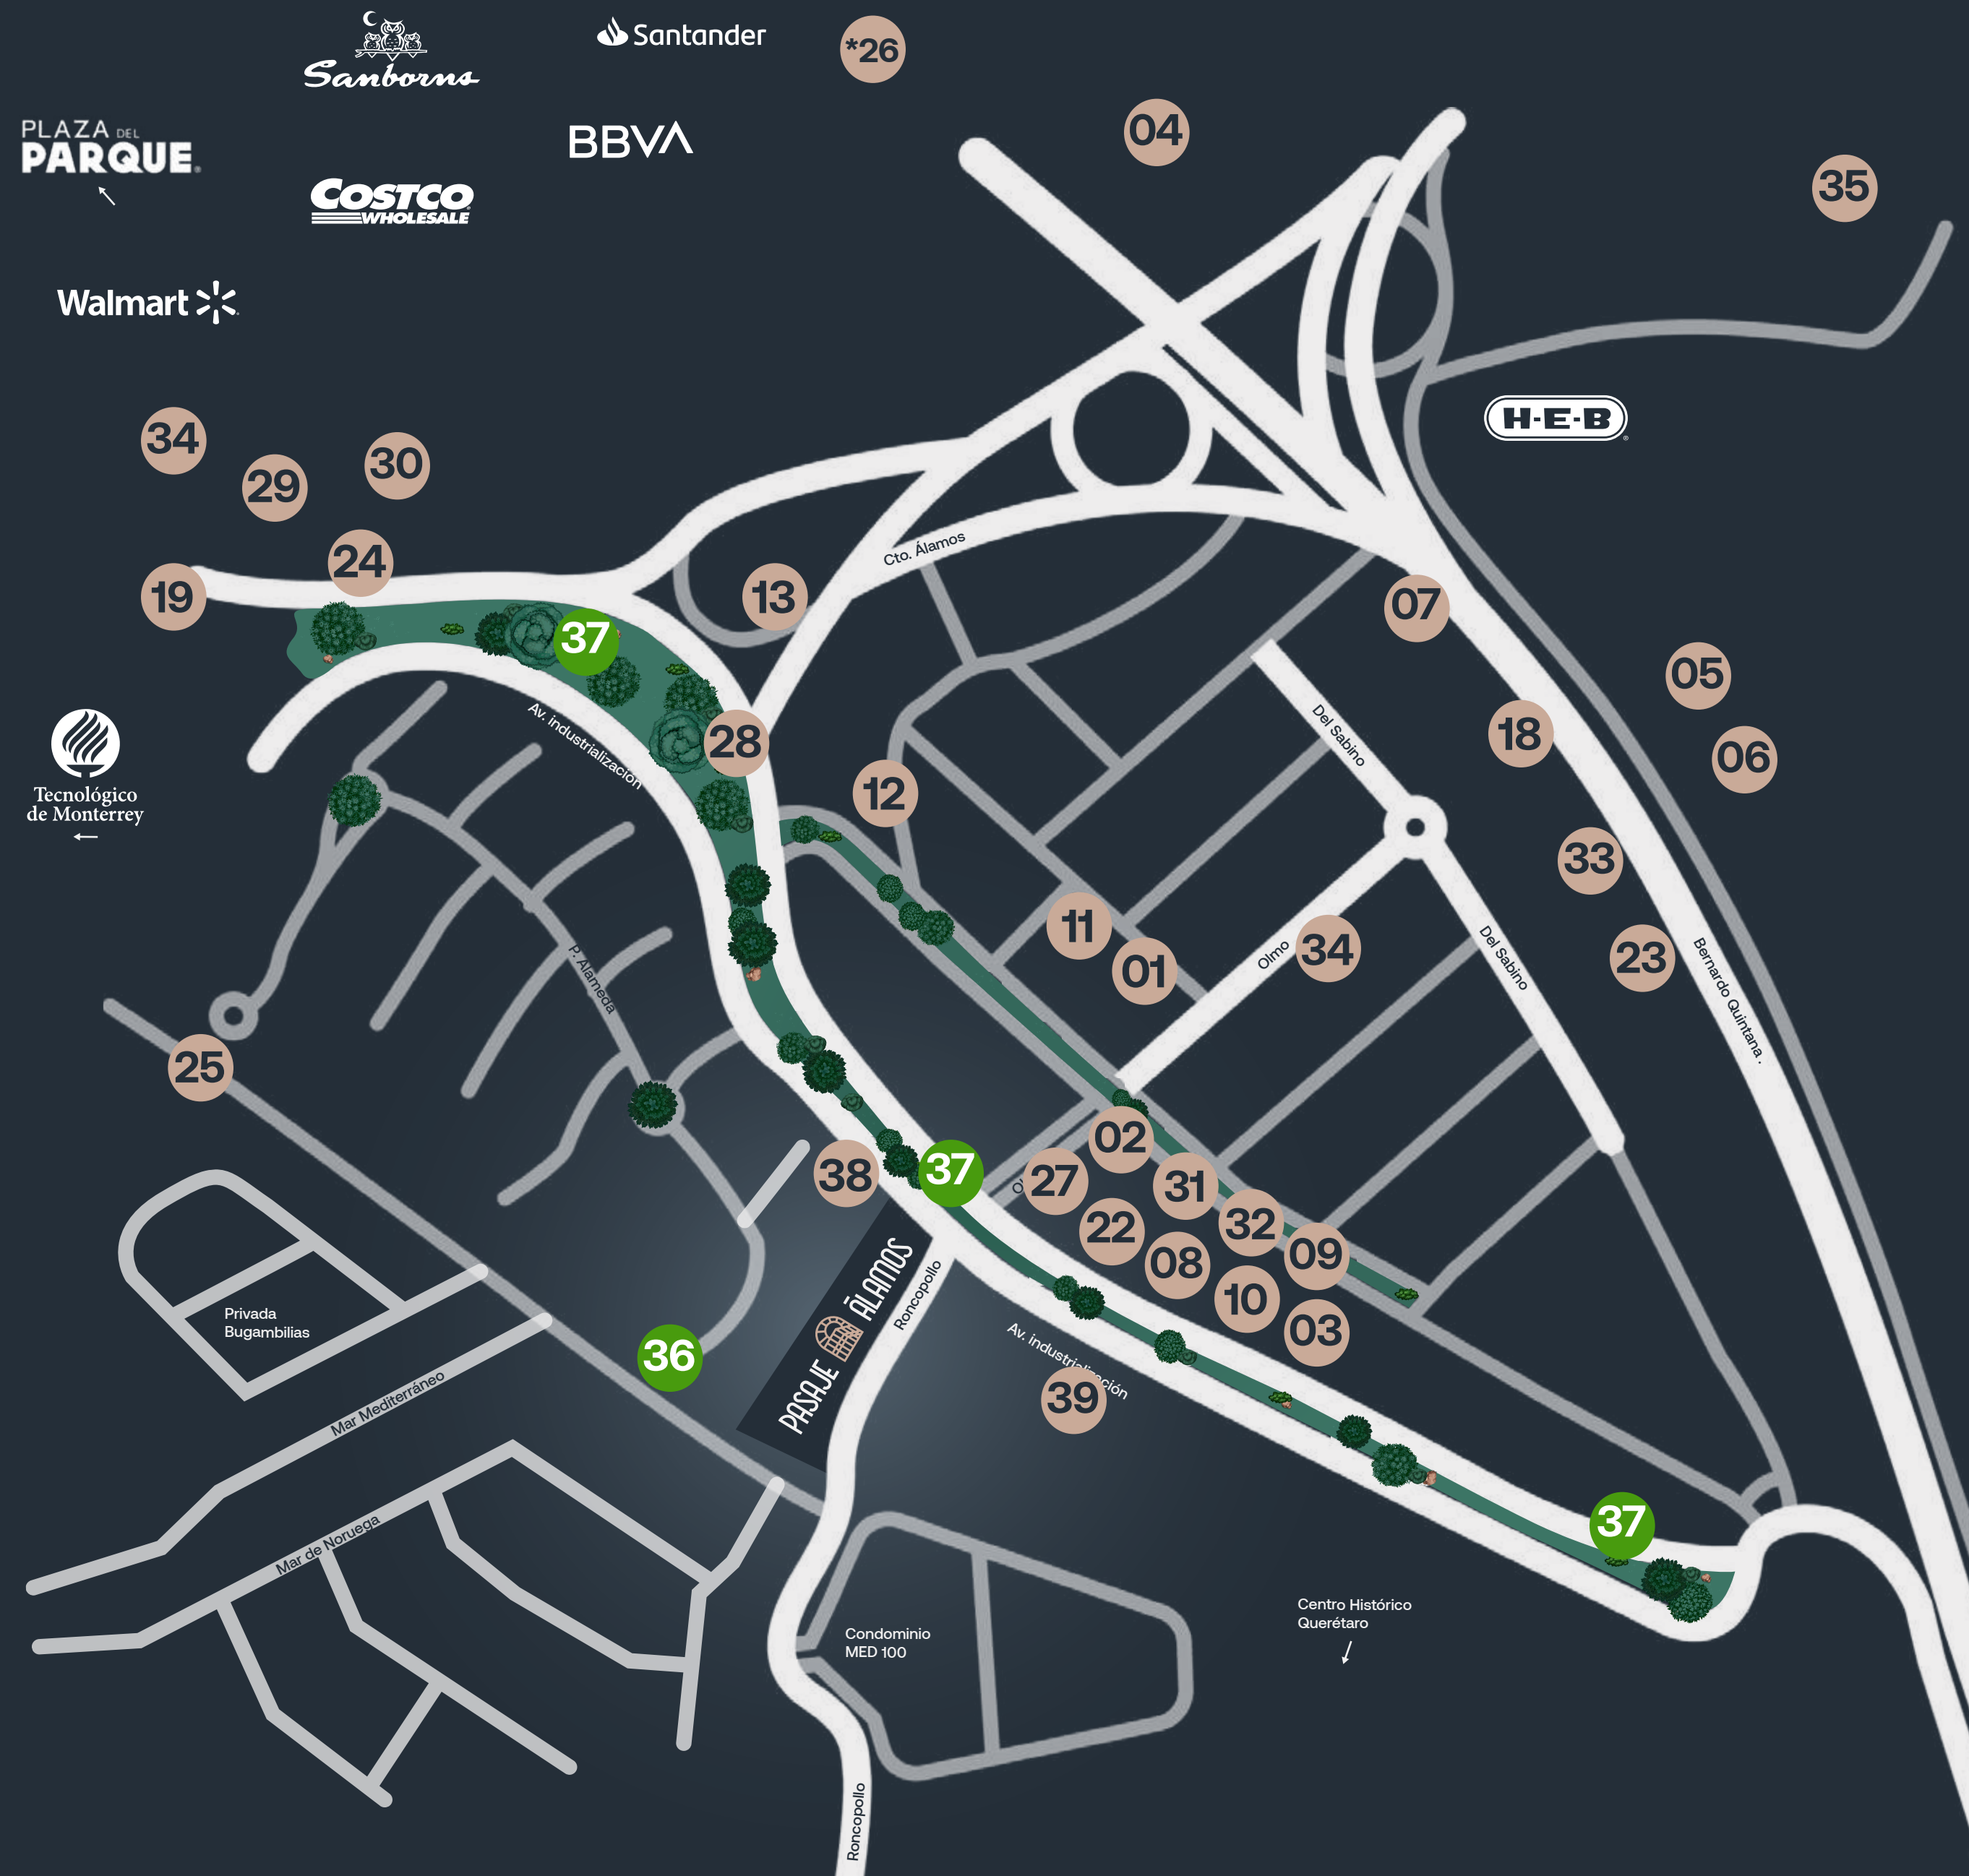 Sanborns
Santander
*26
04
PLAZA DEL
PARQUE
BBVA
COSTCO
WHOLESALE
35
Walmart
H-E-B
34
29
30
24
19
13
Cto. Álamos
07
37
05
28
Av. industrialización
Del Sabino
18
06
Tecnológico
de Monterrey
12
33
11
01
Olmo
34
Del Sabino
23
Bernardo Quintana .
P. Alameda
25
02
38
37
27
31
32
22
08
09
10
03
PASAJE ÁLAMOS
Roncopollo
Privada
Bugambilias
36
Av. industrialización
39
Mar Mediterráneo
Mar de Noruega
37
Centro Histórico
Querétaro
Condominio
MED 100
Roncopollo